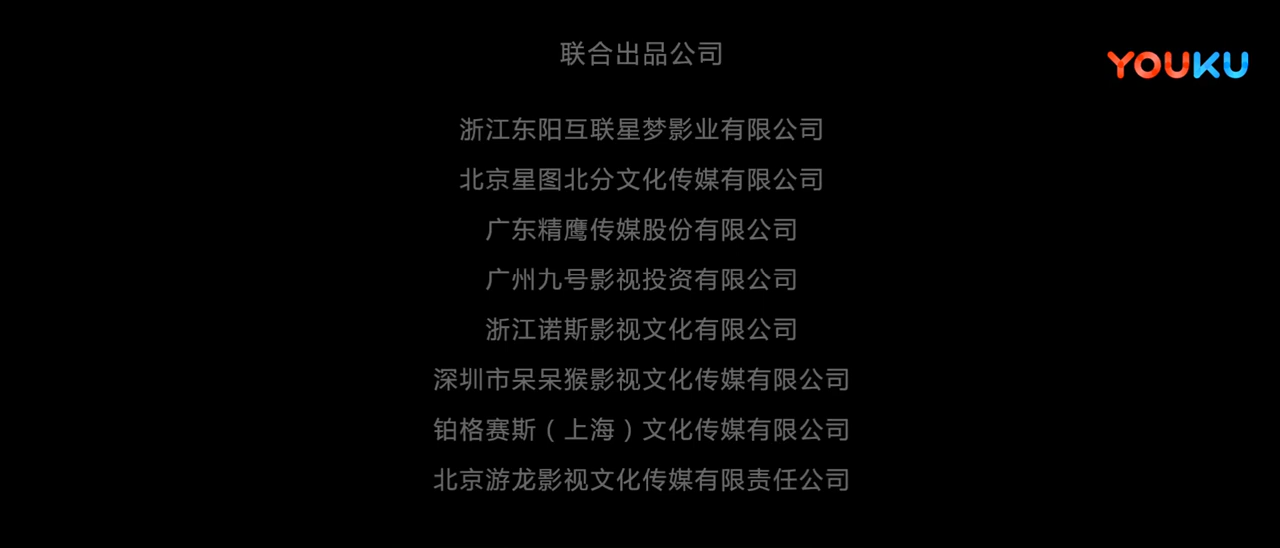 联合出品公司
YOUKU
浙江东阳互联星梦影业有限公司
北京星图北分文化传媒有限公司
广东精鹰传媒股份有限公司
广州九号影视投资有限公司
浙江诺斯影视文化有限公司
深圳市呆呆猴影视文化传媒有限公司
铂格赛斯（上海）文化传媒有限公司
北京游龙影视文化传媒有限责任公司